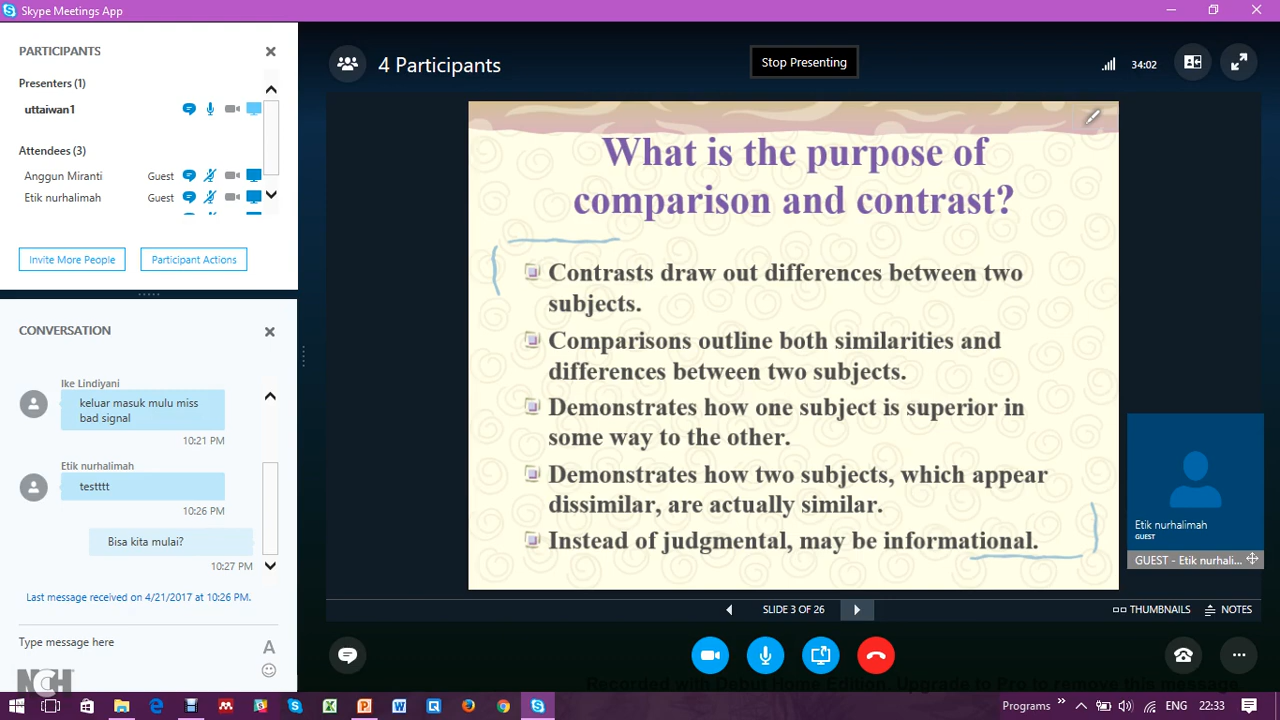 Skype Meetings App
PARTICIPANTS
Presenters (1)
uttaiwan1
Attendees (3)
Anggun Miranti Guest
Etik nurhalimah Guest
Invite More People Participant Actions
CONVERSATION
Ike Lindiyani
keluar masuk mulu miss
bad signal
10:21 PM
Etik nurhalimah
testttt
10:26 PM
Bisa kita mulai?
10:27 PM
Last message received on 4/21/2017 at 10:26 PM.
Type message here
A
NCH
4 Participants
Stop Presenting
34:02
What is the purpose of
comparison and contrast?
Contrasts draw out differences between two
subjects.
Comparisons outline both similarities and
differences between two subjects.
Demonstrates how one subject is superior in
some way to the other.
Demonstrates how two subjects, which appear
dissimilar, are actually similar.
Instead of judgmental, may be informational.
Etik nurhalimah
GUEST
GUEST - Etik nurhali...
SLIDE 3 OF 26
THUMBNAILS NOTES
Recorded with Debut Home Edition. Upgrade to Pro to remove this message
Programs ENG 22:33